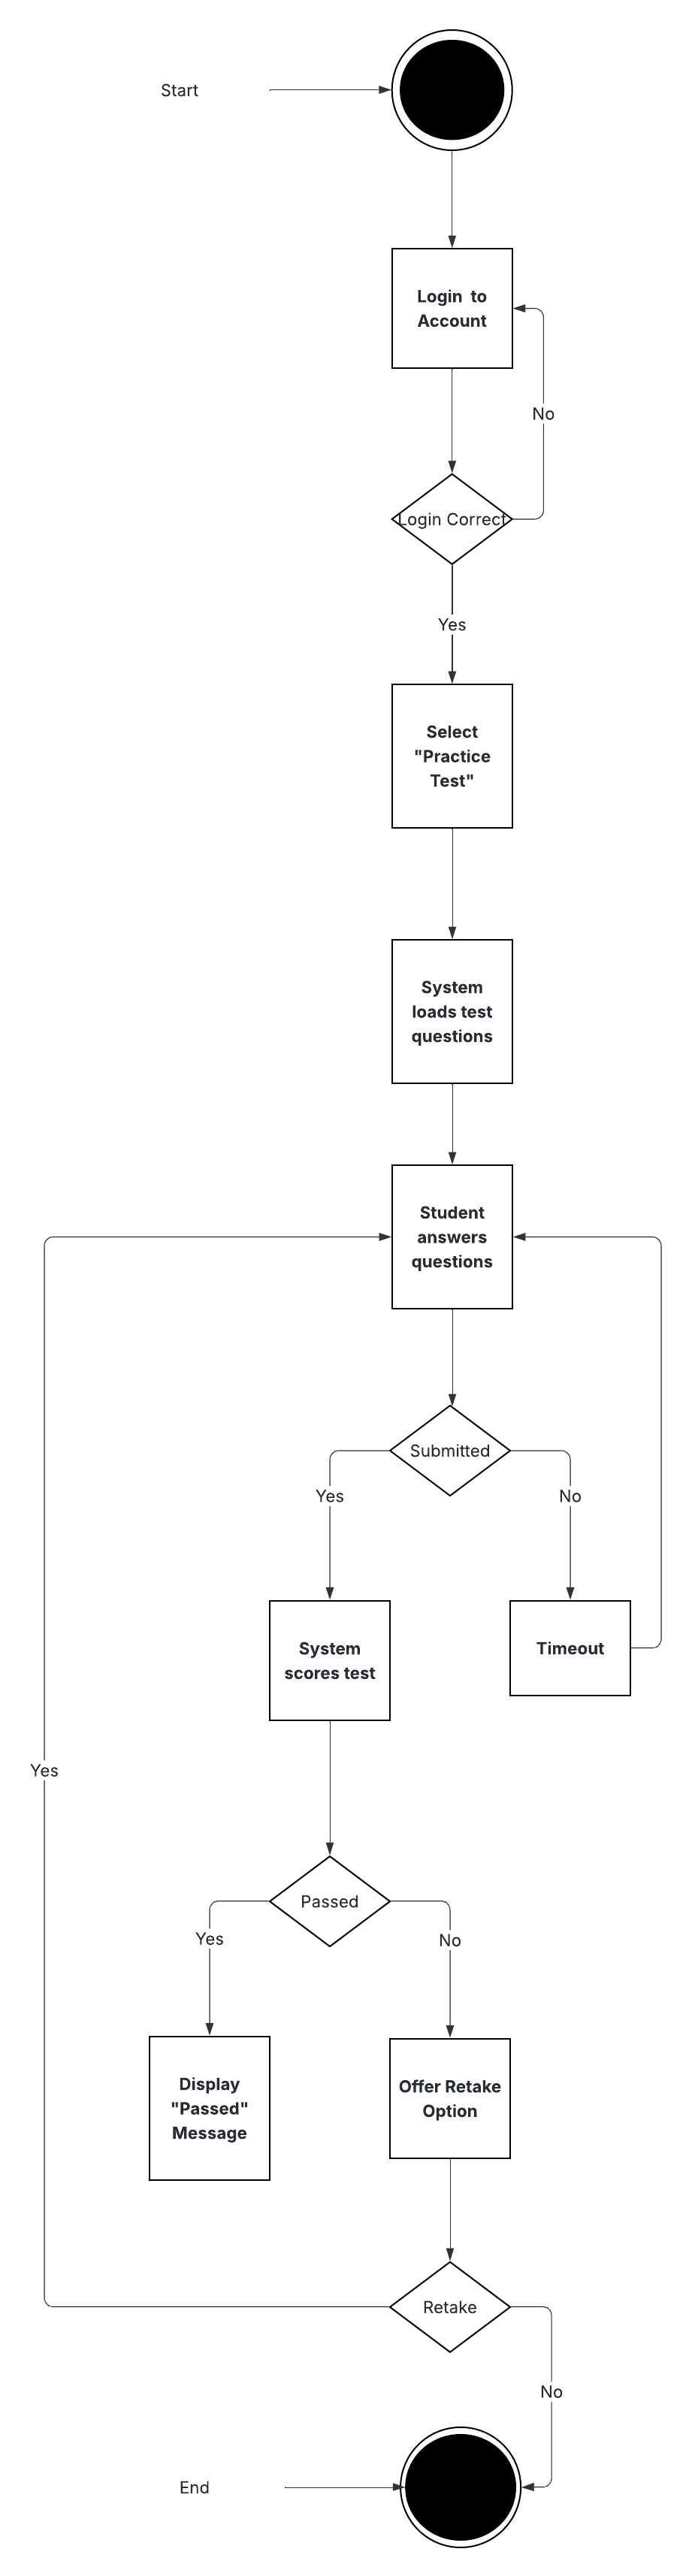 Start
Login  to
Account
No
Login Correct
Yes
Select
"Practice
Test"
System
loads test
questions
Student
answers
questions
Submitted
Yes
No
System
scores test
Timeout
Yes
Passed
Yes
No
Display
"Passed"
Message
Offer Retake
Option
Retake
No
End